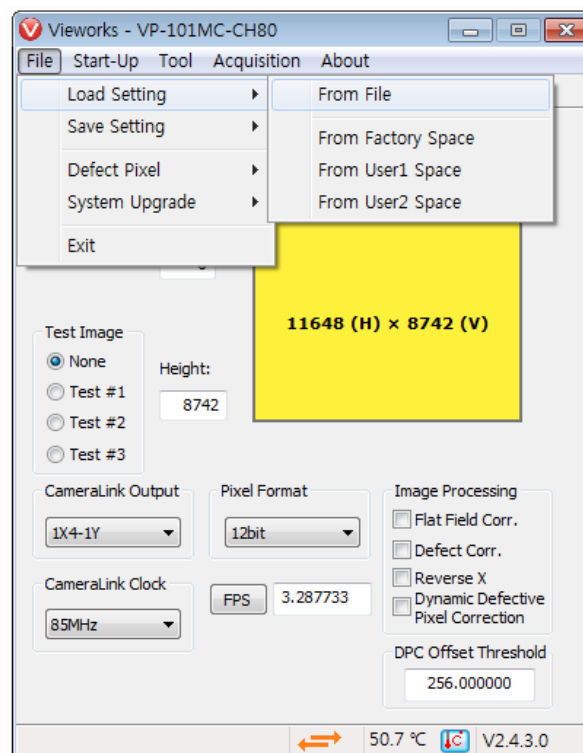 Vieworks - VP-101MC-CH80
File Start-Up Tool Acquisition About
Load Setting
Save Setting
Defect Pixel
System Upgrade
Exit
From File
From Factory Space
From User1 Space
From User2 Space
11648 (H) × 8742 (V)
Test Image
None
Test #1
Test #2
Test #3
Height:
8742
CameraLink Output
1X4-1Y
Pixel Format
12bit
Image Processing
Flat Field Corr.
Defect Corr.
Reverse X
Dynamic Defective
Pixel Correction
CameraLink Clock
85MHz
FPS 3.287733
DPC Offset Threshold
256.000000
50.7 ℃ V2.4.3.0